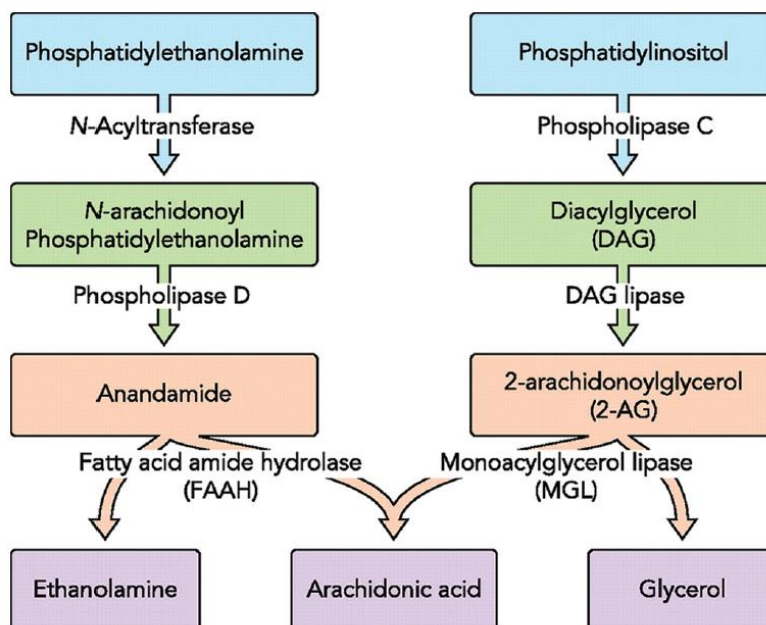 Phosphatidylethanolamine
Phosphatidylinositol
N-Acyltransferase
Phospholipase C
N-arachidonoyl
Phosphatidylethanolamine
Diacylglycerol
(DAG)
Phospholipase D
DAG lipase
Anandamide
2-arachidonoylglycerol
(2-AG)
Fatty acid amide hydrolase
(FAAH)
Monoacylglycerol lipase
(MGL)
Ethanolamine
Arachidonic acid
Glycerol